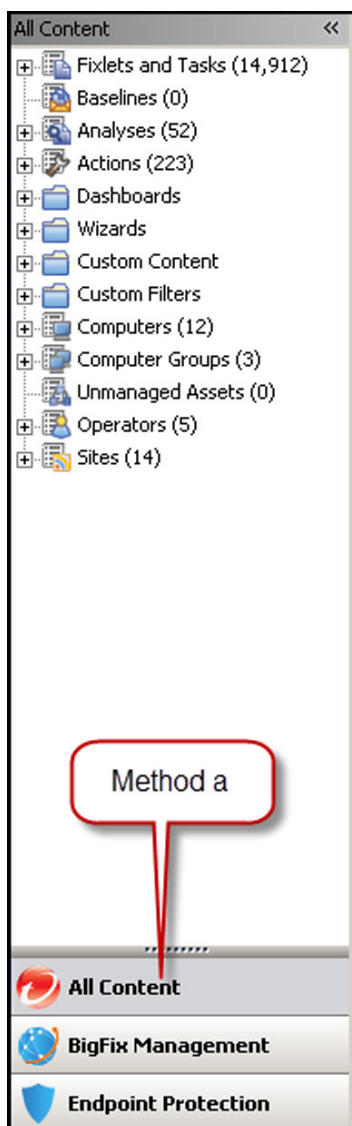 All Content
Fixlets and Tasks (14,912)
Baselines (0)
Analyses (52)
Actions (223)
Dashboards
Wizards
Custom Content
Custom Filters
Computers (12)
Computer Groups (3)
Unmanaged Assets (0)
Operators (5)
Sites (14)
Method a
All Content
BigFix Management
Endpoint Protection